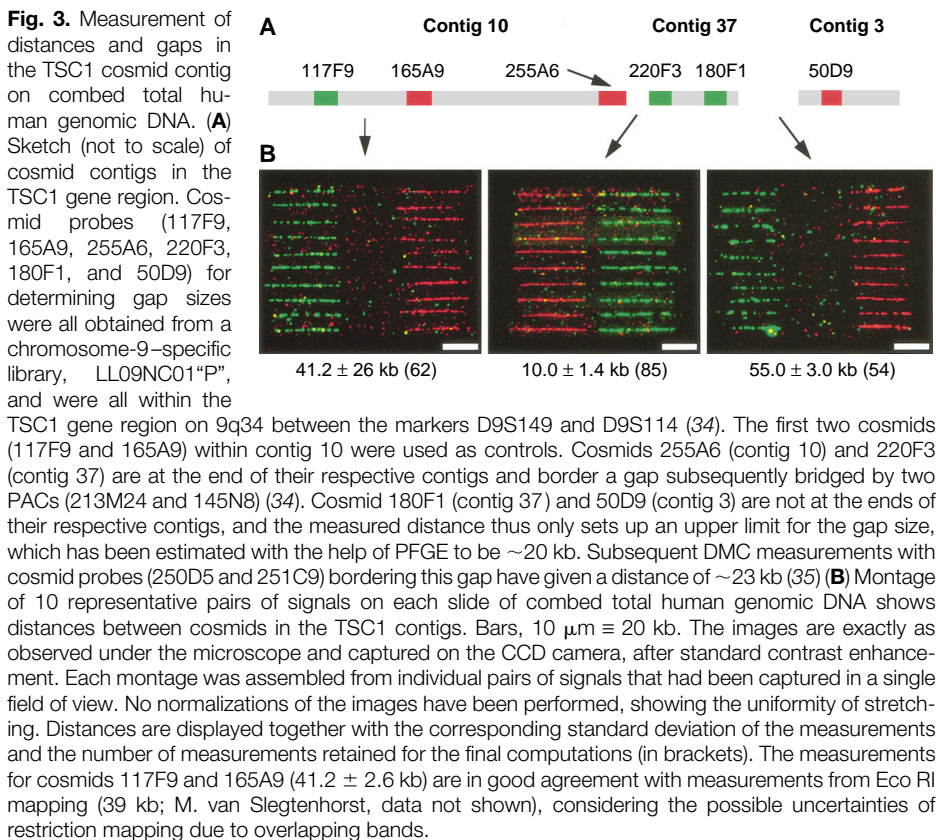 Fig. 3. Measurement of
distances and gaps in
the TSC1 cosmid contig
on combed total hu-
man genomic DNA. (A)
Sketch (not to scale) of
cosmid contigs in the
TSC1 gene region. Cos-
mid probes (117F9,
165A9, 255A6, 220F3,
180F1, and 50D9) for
determining gap sizes
were all obtained from a
chromosome-9–specific
library, LL09NC01“P”,
and were all within the
A
Contig 10 Contig 37 Contig 3
117F9 165A9 255A6 220F3 180F1 50D9
B
41.2 ± 26 kb (62) 10.0 ± 1.4 kb (85) 55.0 ± 3.0 kb (54)
TSC1 gene region on 9q34 between the markers D9S149 and D9S114 (34). The first two cosmids
(117F9 and 165A9) within contig 10 were used as controls. Cosmids 255A6 (contig 10) and 220F3
(contig 37) are at the end of their respective contigs and border a gap subsequently bridged by two
PACs (213M24 and 145N8) (34). Cosmid 180F1 (contig 37) and 50D9 (contig 3) are not at the ends of
their respective contigs, and the measured distance thus only sets up an upper limit for the gap size,
which has been estimated with the help of PFGE to be ~20 kb. Subsequent DMC measurements with
cosmid probes (250D5 and 251C9) bordering this gap have given a distance of ~23 kb (35) (B) Montage
of 10 representative pairs of signals on each slide of combed total human genomic DNA shows
distances between cosmids in the TSC1 contigs. Bars, 10 μm ≡ 20 kb. The images are exactly as
observed under the microscope and captured on the CCD camera, after standard contrast enhance-
ment. Each montage was assembled from individual pairs of signals that had been captured in a single
field of view. No normalizations of the images have been performed, showing the uniformity of stretch-
ing. Distances are displayed together with the corresponding standard deviation of the measurements
and the number of measurements retained for the final computations (in brackets). The measurements
for cosmids 117F9 and 165A9 (41.2 ± 2.6 kb) are in good agreement with measurements from Eco RI
mapping (39 kb; M. van Slegtenhorst, data not shown), considering the possible uncertainties of
restriction mapping due to overlapping bands.